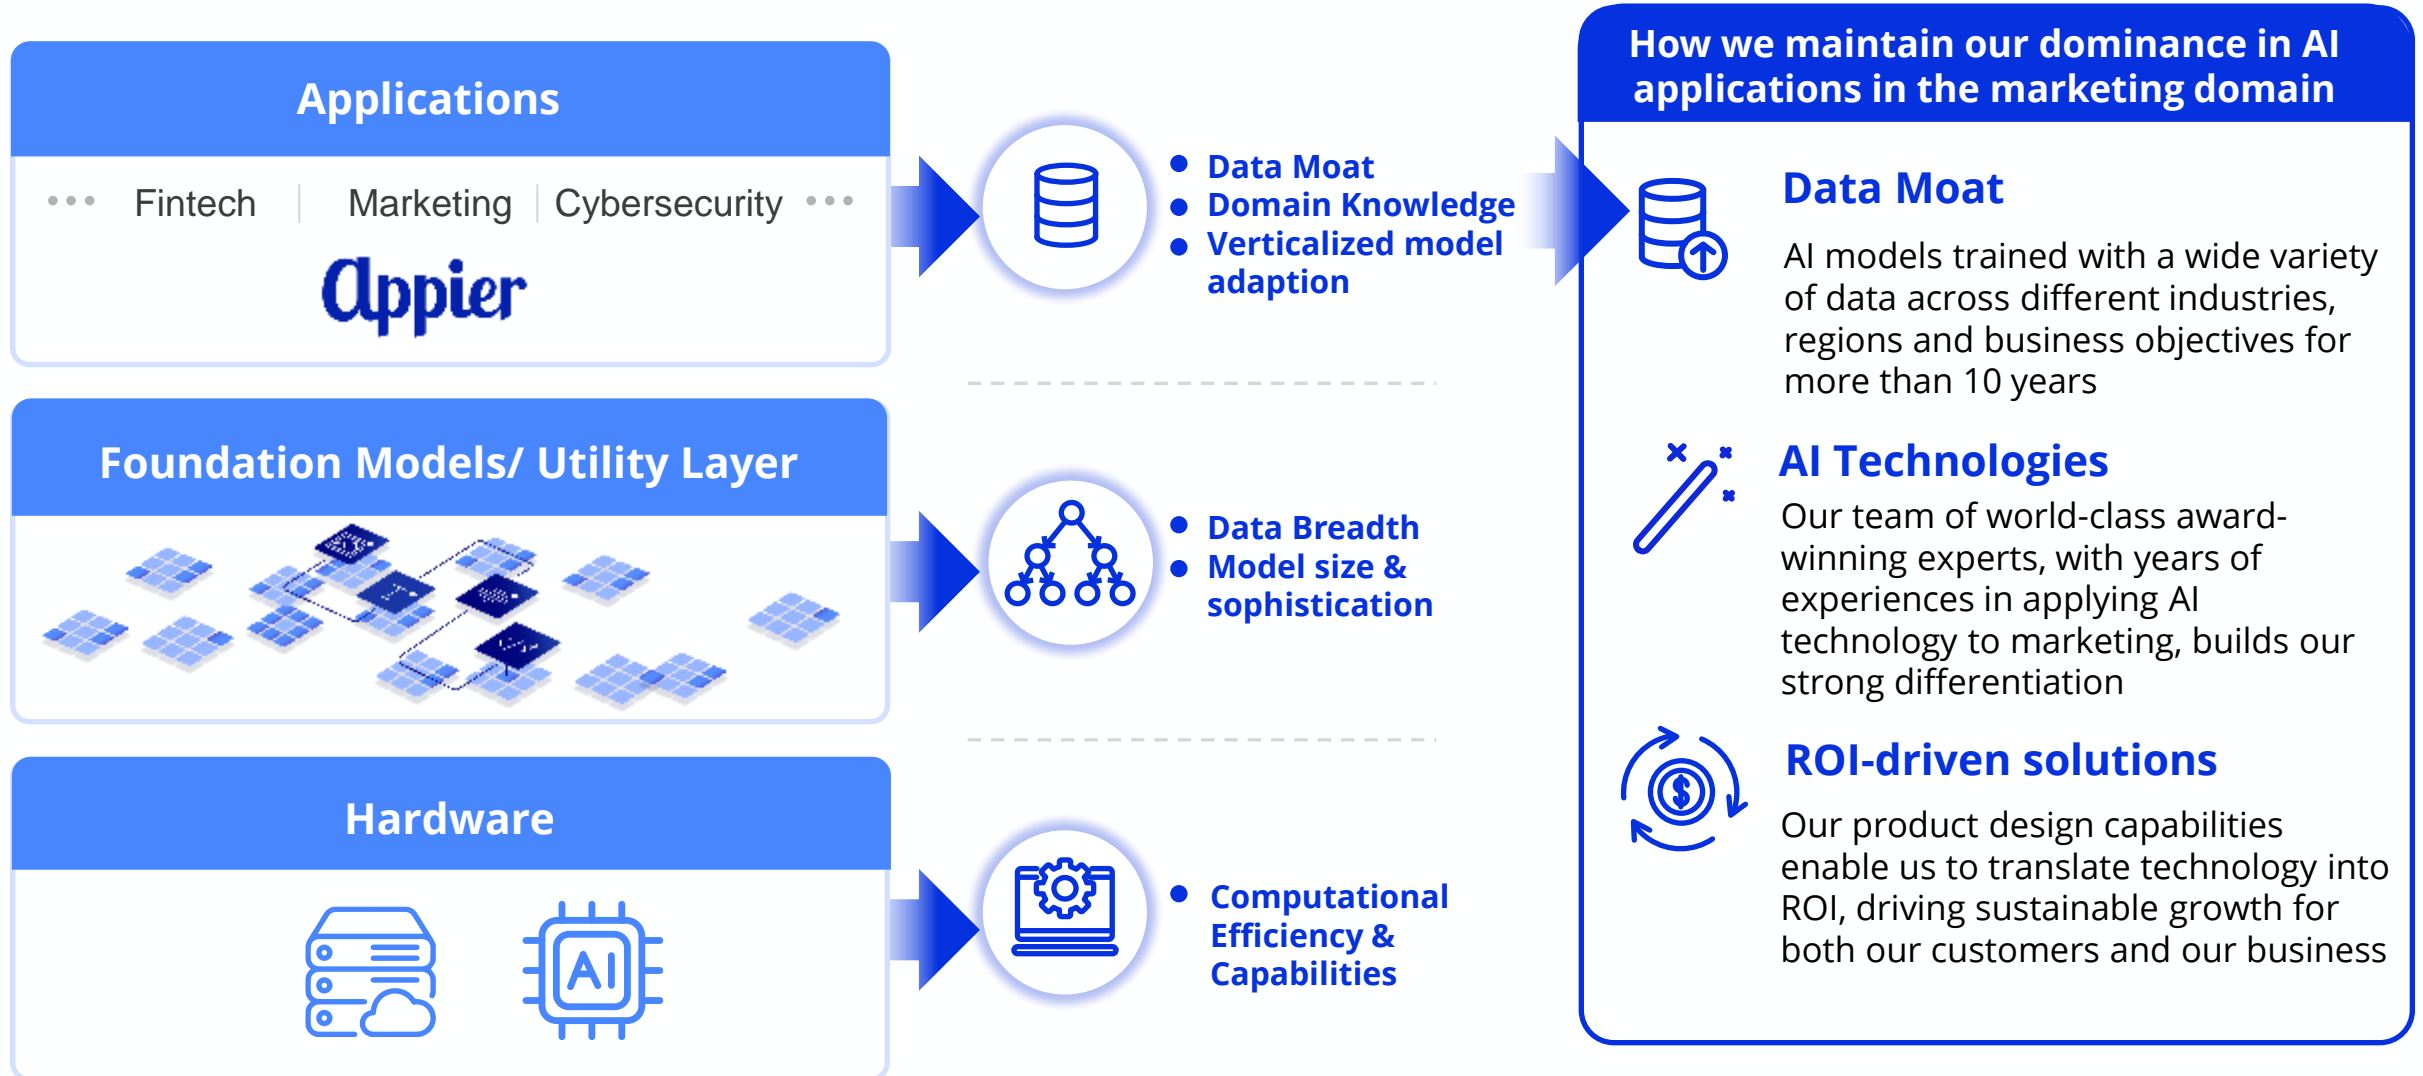 Applications
Fintech
Marketing
Cybersecurity
appier
Data Moat
Domain Knowledge
Verticalized model
adaption
Foundation Models/ Utility Layer
Data Breadth
Model size &
sophistication
Hardware
AI
Computational
Efficiency &
Capabilities
How we maintain our dominance in AI
applications in the marketing domain
Data Moat
AI models trained with a wide variety
of data across different industries,
regions and business objectives for
more than 10 years
AI Technologies
Our team of world-class award-
winning experts, with years of
experiences in applying AI
technology to marketing, builds our
strong differentiation
$
ROI-driven solutions
Our product design capabilities
enable us to translate technology into
ROI, driving sustainable growth for
both our customers and our business